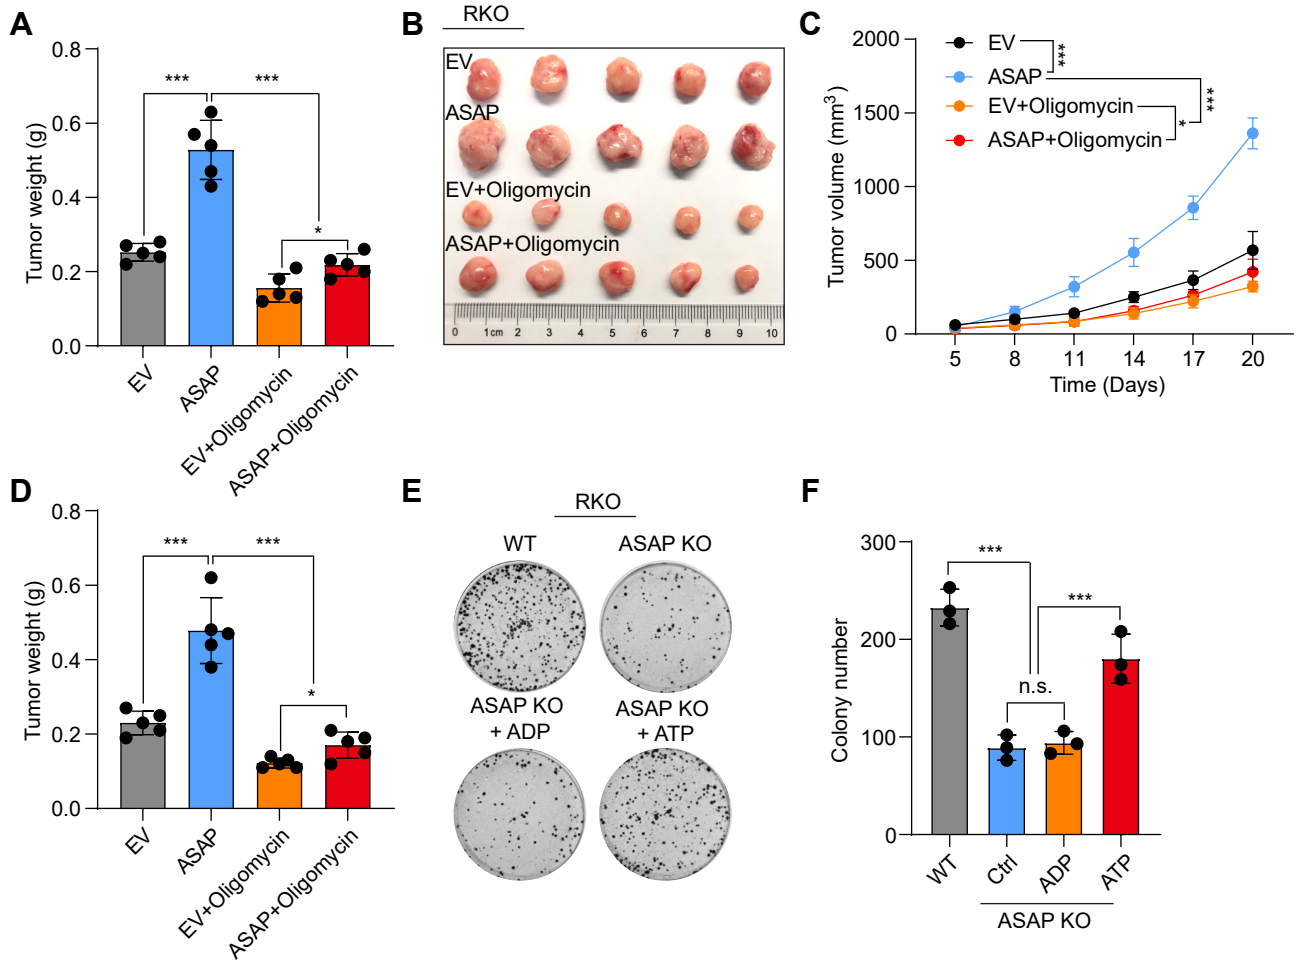 A
0.8
0.6
0.4
0.2
0.0
Tumor weight (g)
***
***
*
EV
ASAP
EV+Oligomycin
ASAP+Oligomycin
B
RKO
EV
ASAP
EV+Oligomycin
ASAP+Oligomycin
0 1cm 2 3 4 5 6 7 8 9 10
C
2000
1500
1000
500
0
Tumor volume (mm3)
EV
ASAP
EV+Oligomycin
ASAP+Oligomycin
***
***
*
5 8 11 14 17 20
Time (Days)
D
0.8
0.6
0.4
0.2
0.0
Tumor weight (g)
***
***
*
EV
ASAP
EV+Oligomycin
ASAP+Oligomycin
E
RKO
WT
ASAP KO
ASAP KO
+ ADP
ASAP KO
+ ATP
F
300
200
100
0
Colony number
***
***
n.s.
WT
Ctrl
ADP
ATP
ASAP KO